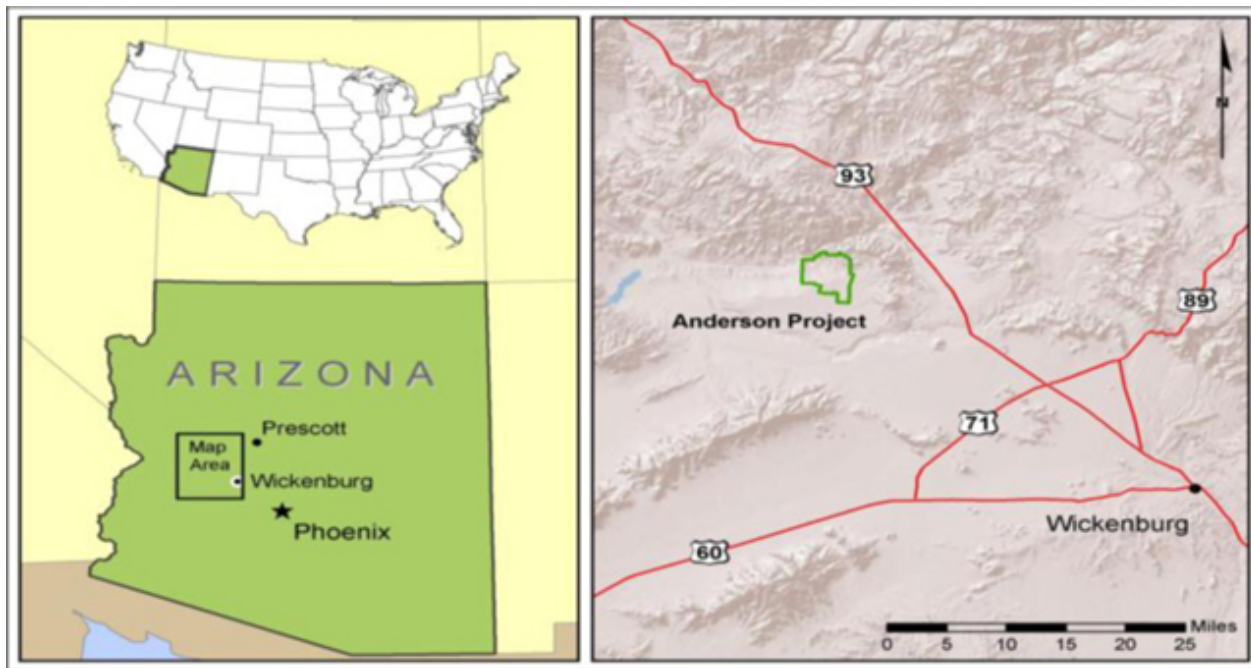 ARIZONA
Prescott
Map
Area
Wickenburg
Phoenix
N
93
89
Anderson Project
71
60
Wickenburg
Miles
0 5 10 15 20 25